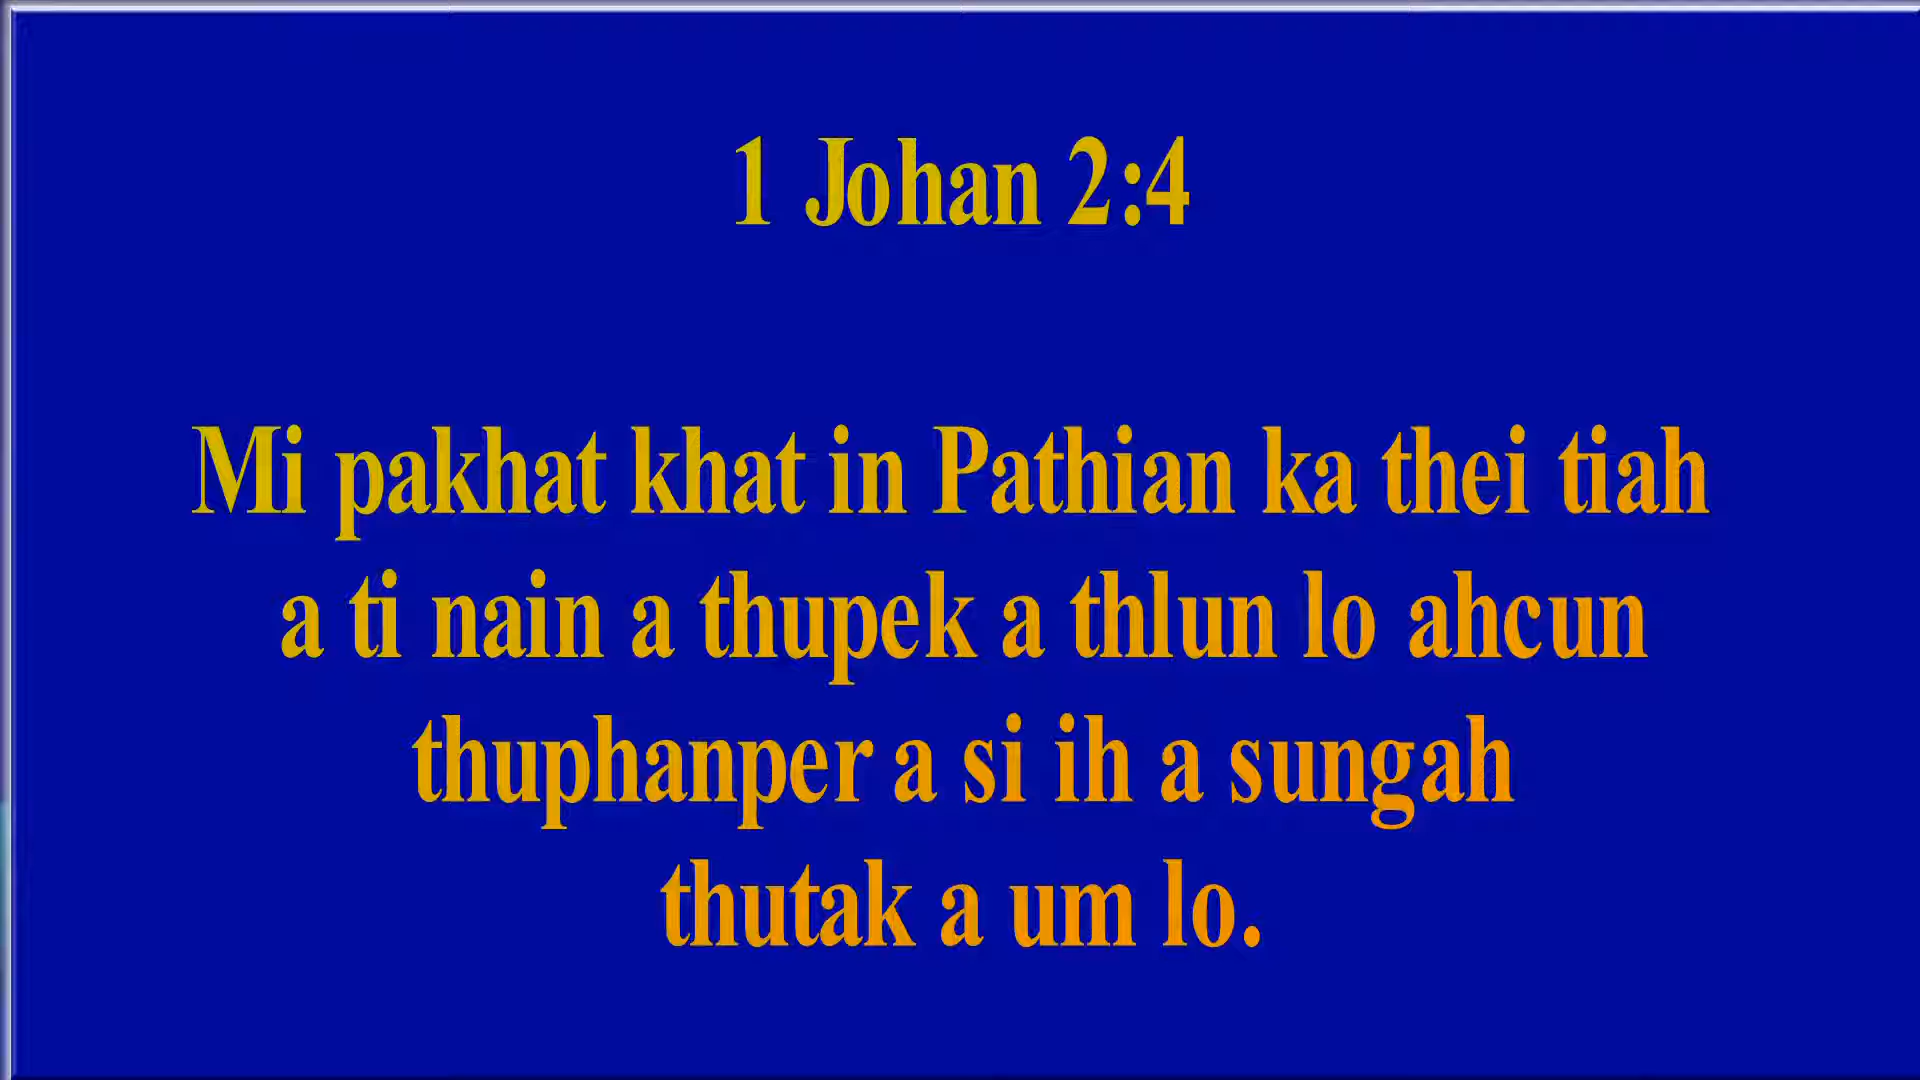 1 Johan 2:4
Mi pakhat khat in Pathian ka thei tiah
a ti nain a thupek a thlun lo ahcun
thuphanper a si ih a sungah
thutak a um lo.